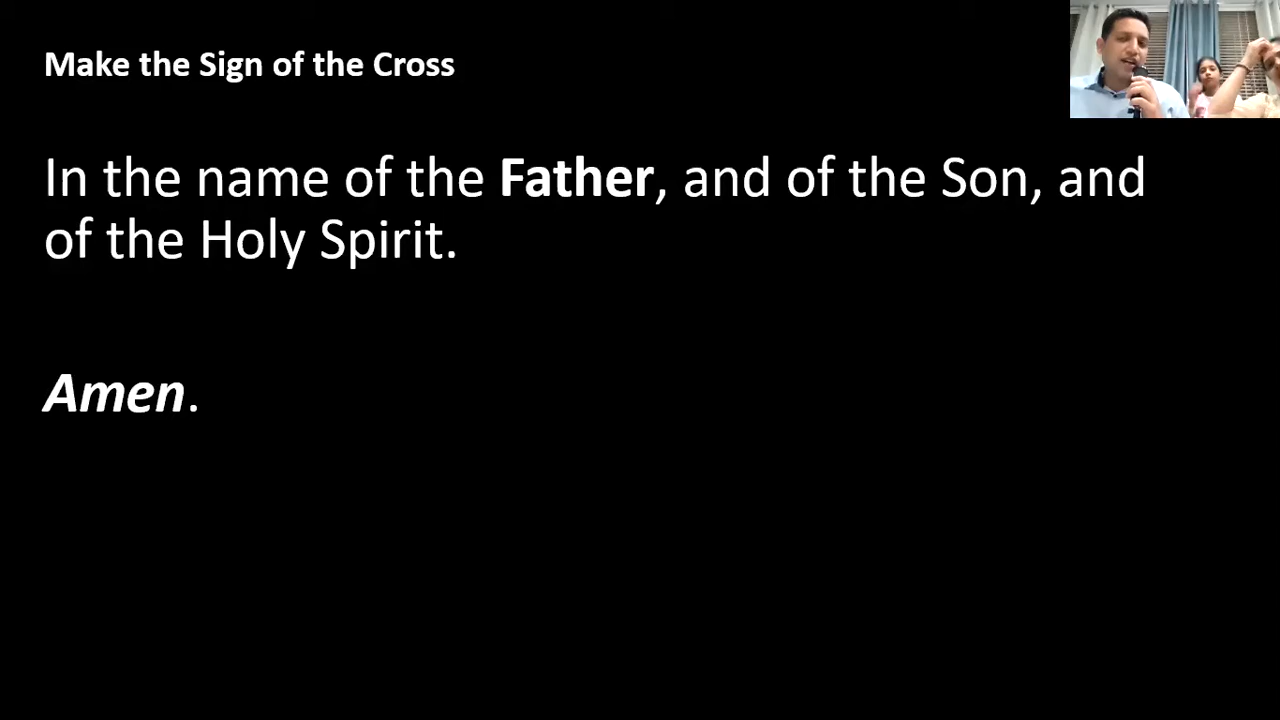 Make the Sign of the Cross
In the name of the Father, and of the Son, and
of the Holy Spirit.
Amen.